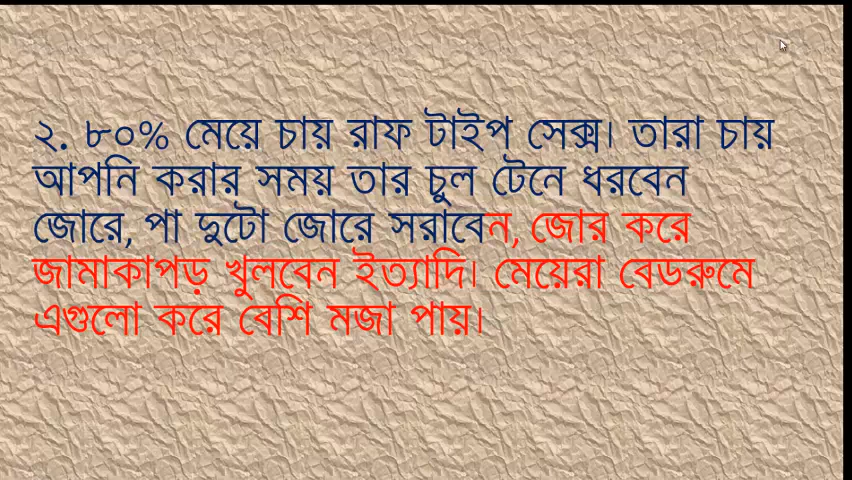 ২. ৮০% মেয়ে চায় রাফ টাইপ সেক্স। তারা চায়
আপনি করার সময় তার চুল টেনে ধরবেন
জোরে, পা দুটো জোরে সরাবেন, জোর করে
জামাকাপড় খুলবেন ইত্যাদি। মেয়েরা বেডরুমে
এগুলো করে বেশি মজা পায়।